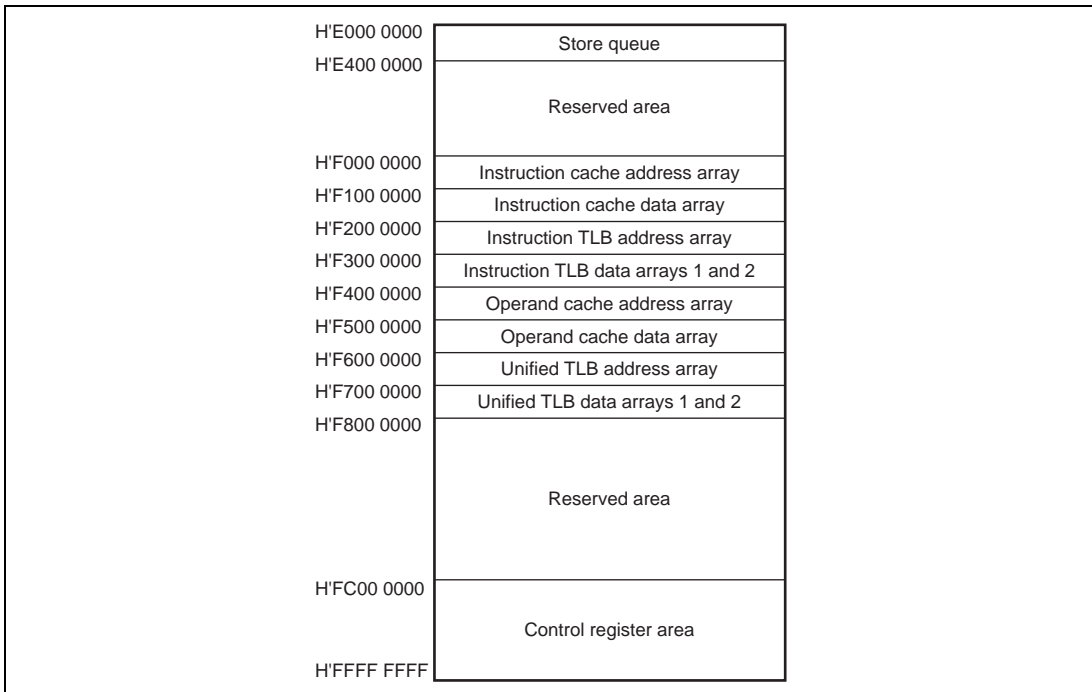 H'E000 0000
Store queue
H'E400 0000
Reserved area
H'F000 0000
Instruction cache address array
H'F100 0000
Instruction cache data array
H'F200 0000
Instruction TLB address array
H'F300 0000
Instruction TLB data arrays 1 and 2
H'F400 0000
Operand cache address array
H'F500 0000
Operand cache data array
H'F600 0000
Unified TLB address array
H'F700 0000
Unified TLB data arrays 1 and 2
H'F800 0000
Reserved area
H'FC00 0000
Control register area
H'FFFF FFFF